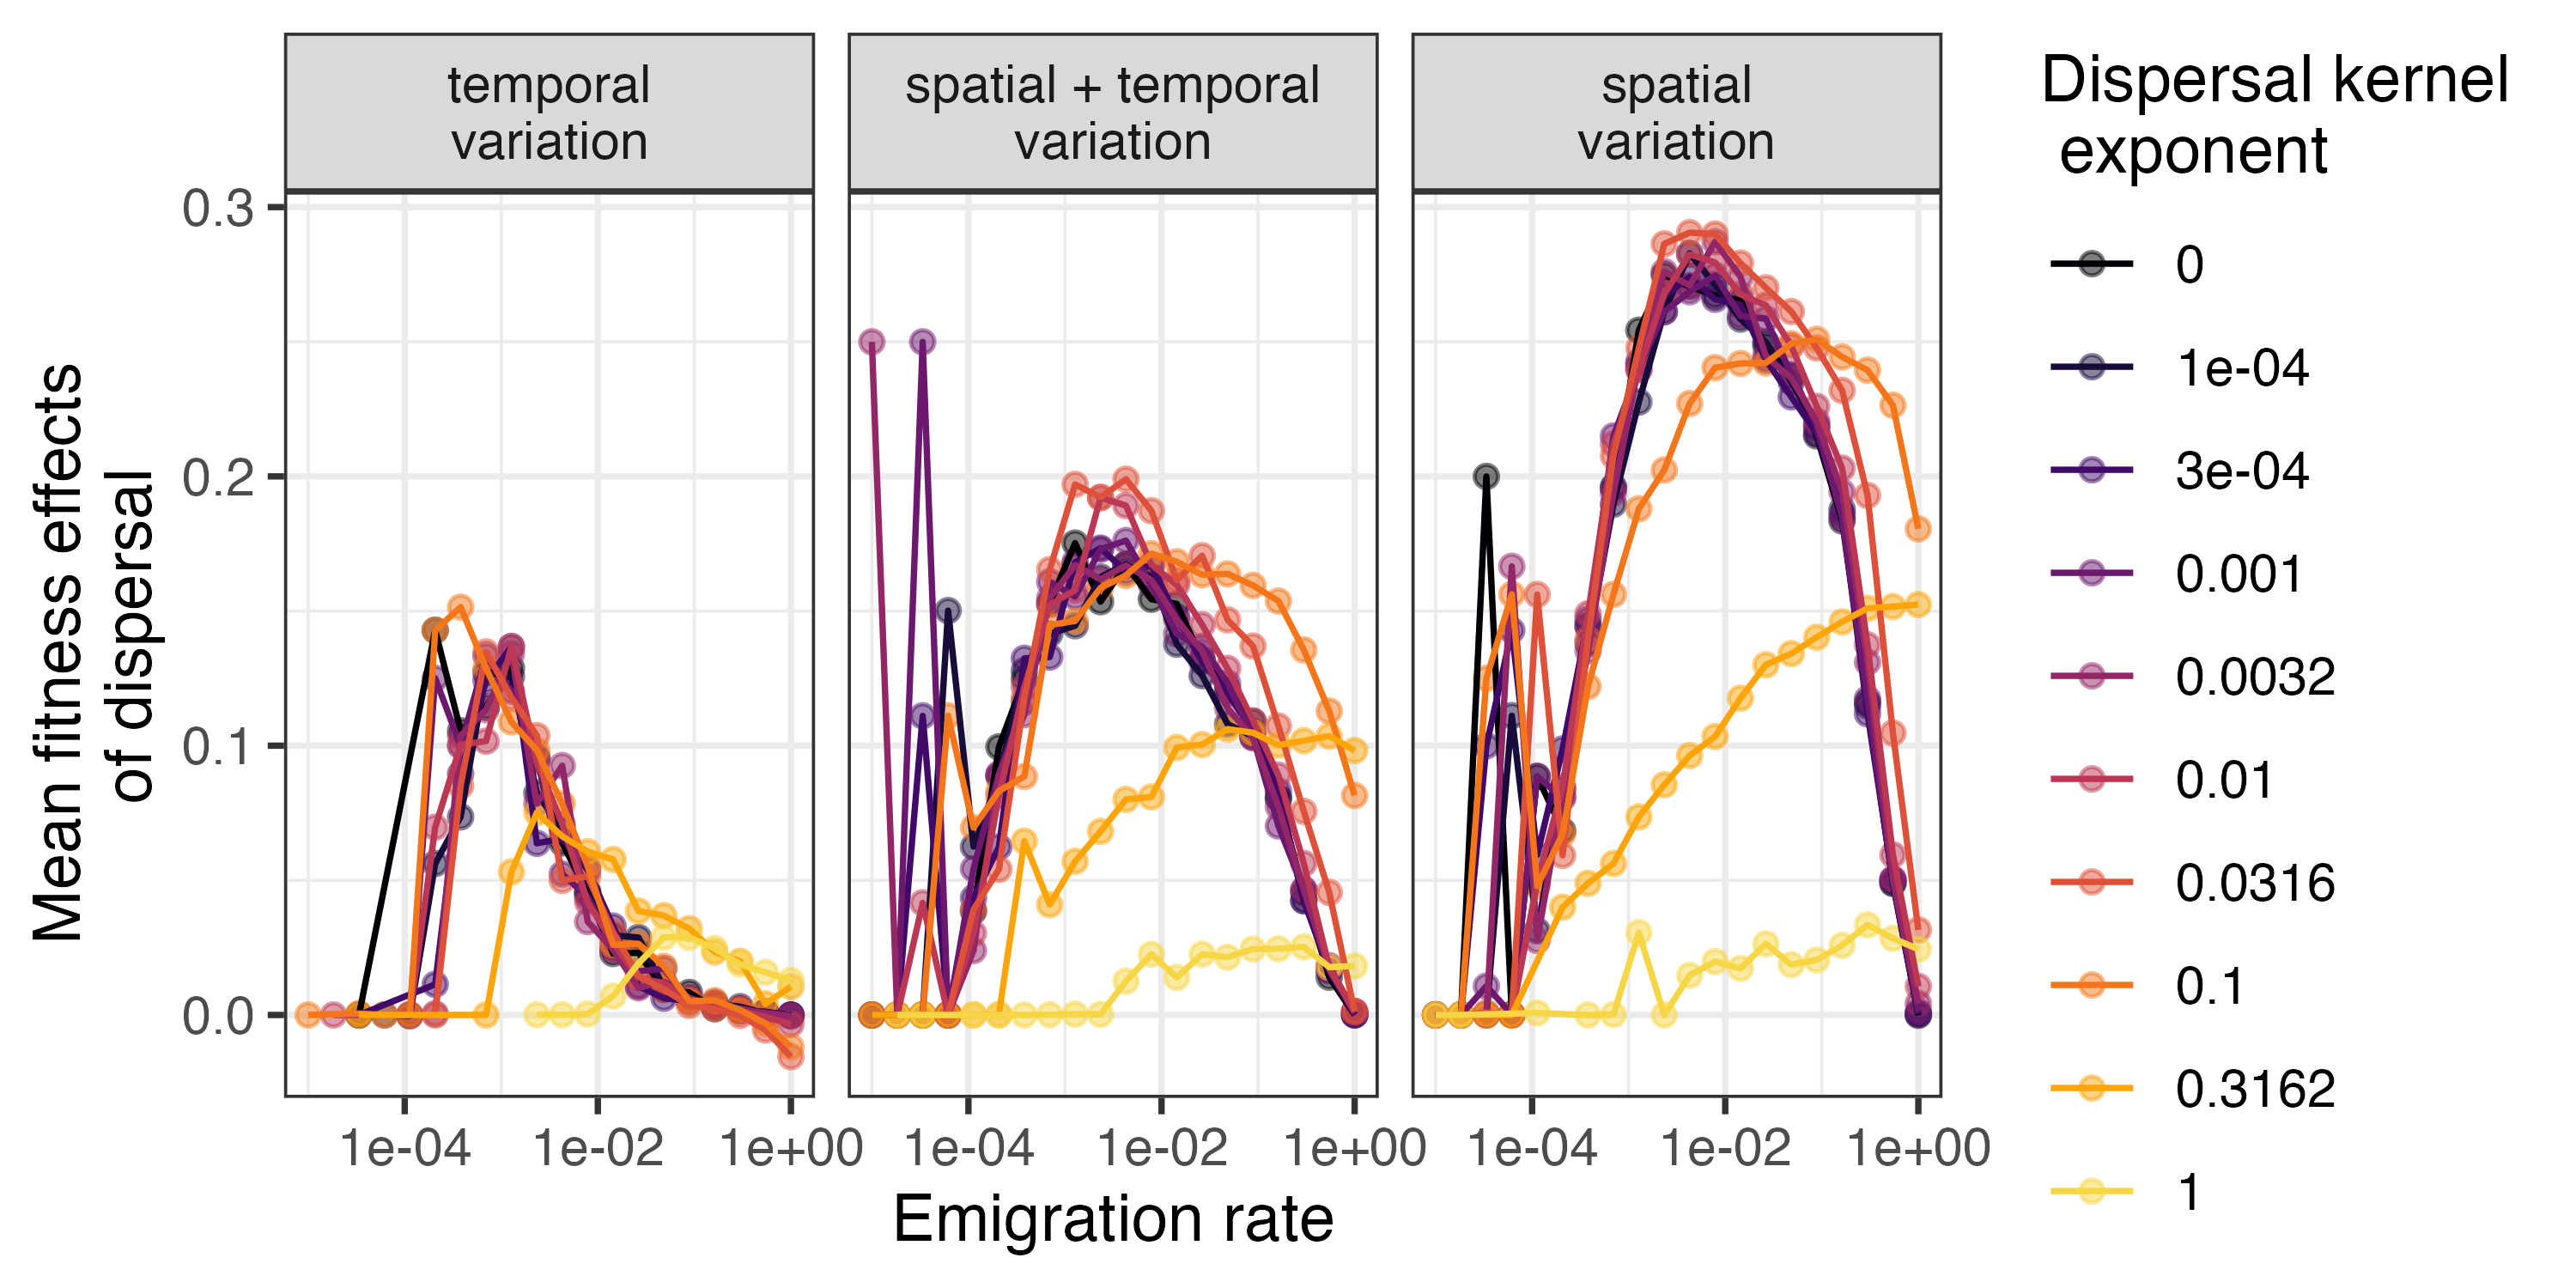 temporal
variation
spatial + temporal
variation
spatial
variation
Mean fitness effects
of dispersal
0.3
0.2
0.1
0.0
1e-04
1e-02
1e+00
1e-04
1e-02
1e+00
1e-04
1e-02
1e+00
Emigration rate
Dispersal kernel
exponent
0
1e-04
3e-04
0.001
0.0032
0.01
0.0316
0.1
0.3162
1